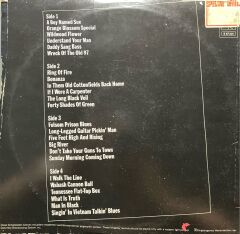 Side 1
A Boy Named Sue
Orange Blossom Special
Wildwood Flower
Understand Your Man
Daddy Sang Bass
Wreck Of The Old 97
Side 2
Ring Of Fire
Bonanza
In Them Old Cottonfields Back Home
If I Were A Carpenter
The Long Black Veil
Forty Shades Of Green
Side 3
Folsom Prison Blues
Long-Legged Guitar Pickin' Man
Five Feet High And Rising
Big River
Don't Take Your Guns To Town
Sunday Morning Coming Down
Side 4
I Walk The Line
Wabash Cannon Ball
Tennessee Flat-Top Box
What Is Truth
Man In Black
Singin' In Vietnam Talkin' Blues